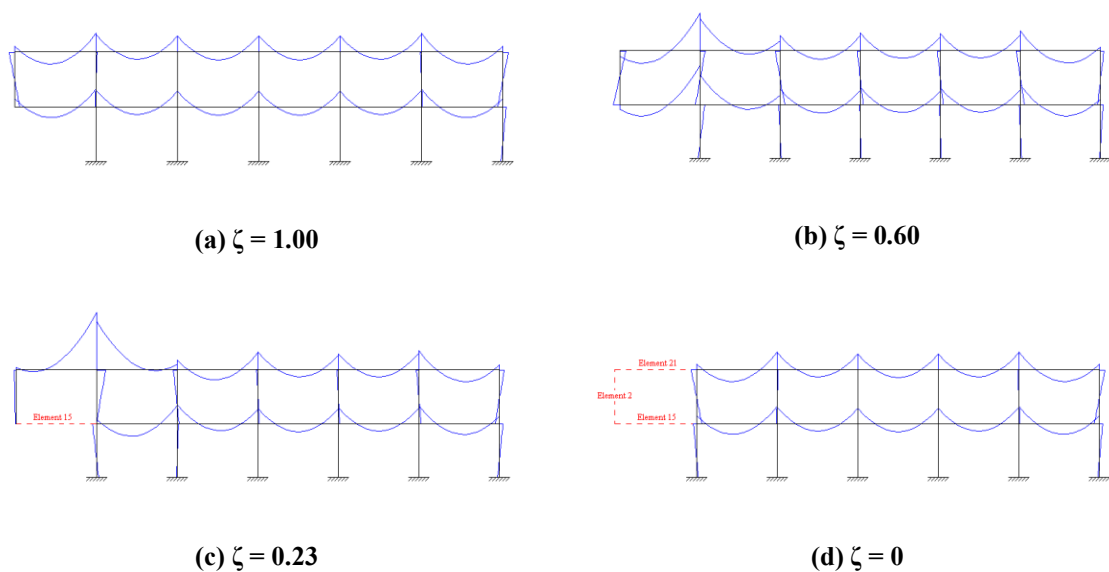 (a) ζ = 1.00
(b) ζ = 0.60
Element 15
(c) ζ = 0.23
Element 21
Element 2
Element 15
(d) ζ = 0